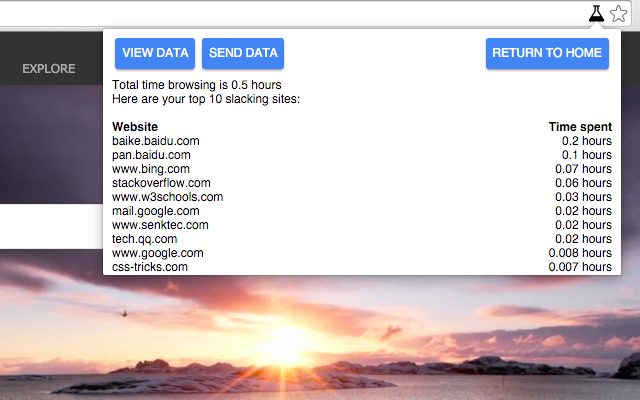 EXPLORE
VIEW DATA SEND DATA RETURN TO HOME
Total time browsing is 0.5 hours
Here are your top 10 slacking sites:
Website Time spent
baike.baidu.com 0.2 hours
pan.baidu.com 0.1 hours
www.bing.com 0.07 hours
stackoverflow.com 0.06 hours
www.w3schools.com 0.03 hours
mail.google.com 0.02 hours
www.senktec.com 0.02 hours
tech.qq.com 0.02 hours
www.google.com 0.008 hours
css-tricks.com 0.007 hours